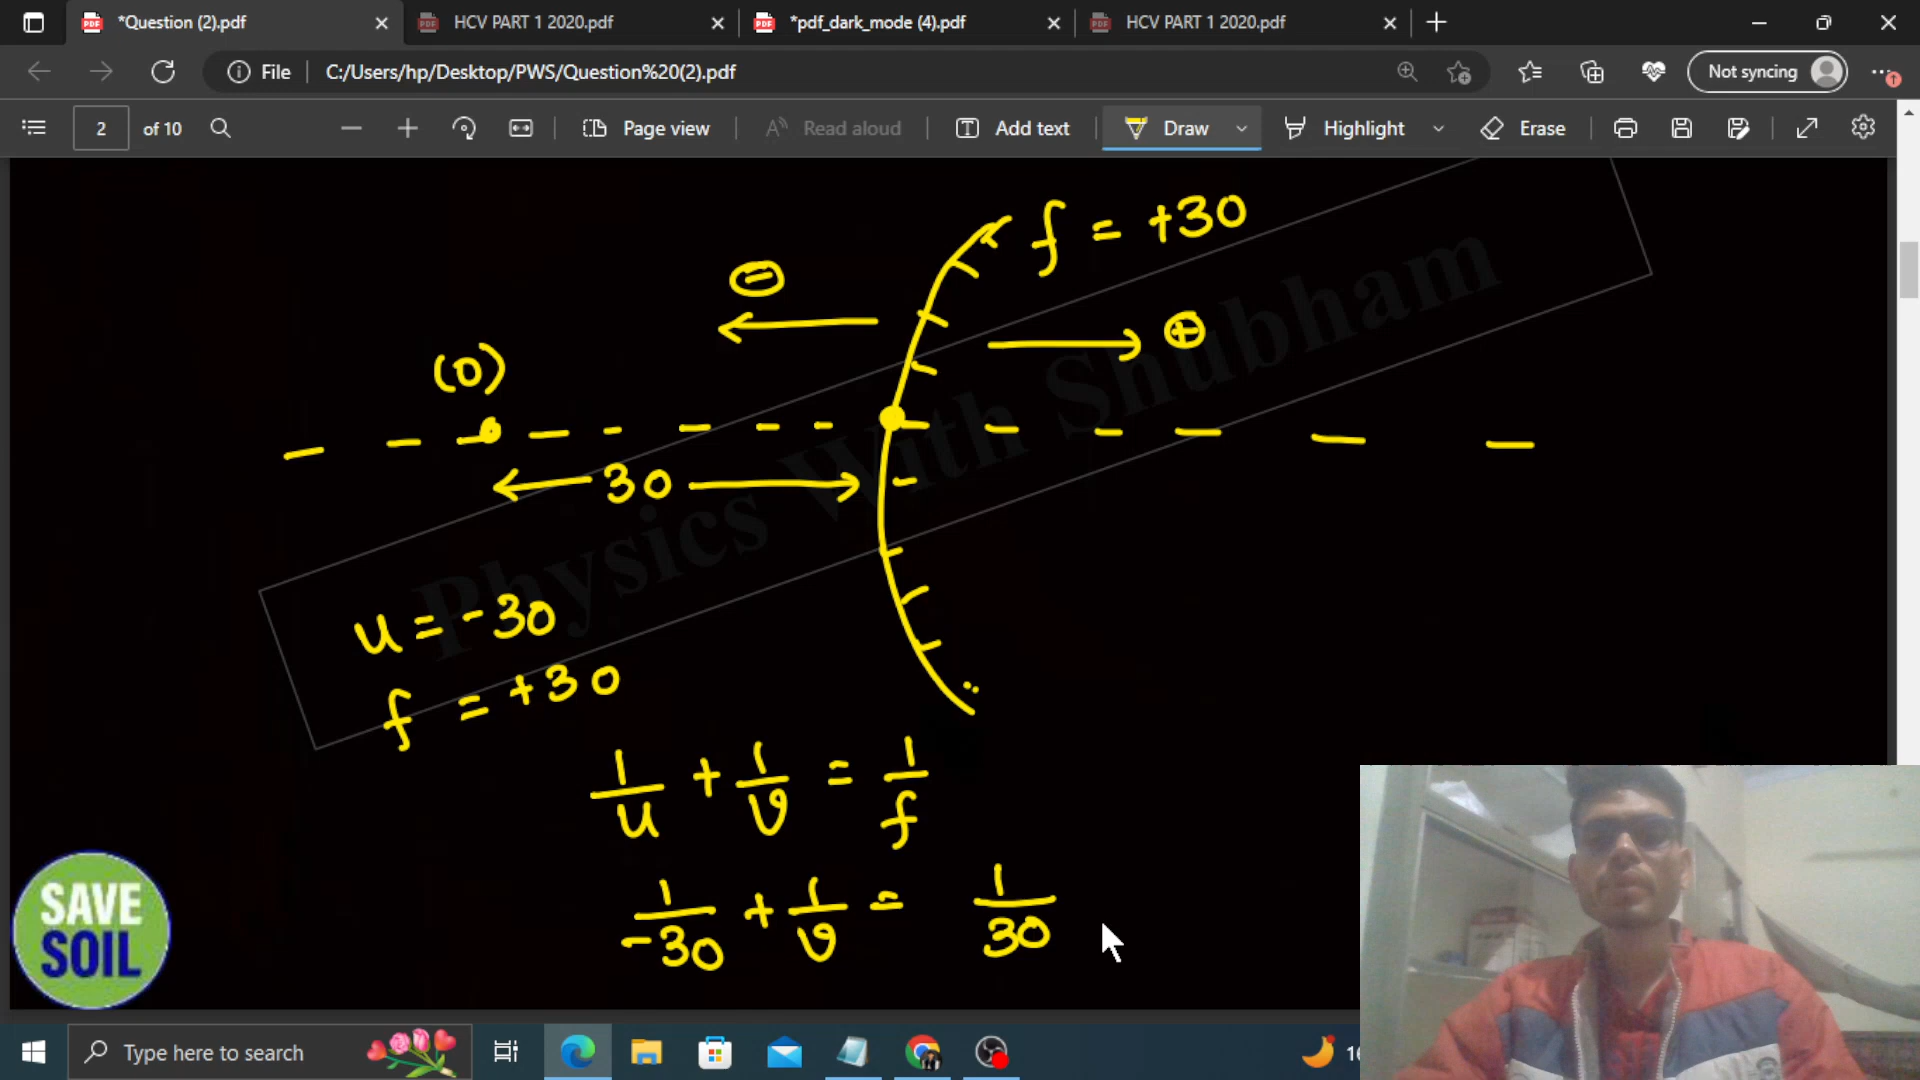 *Question (2).pdf
HCV PART 1 2020.pdf
*pdf_dark_mode (4).pdf
HCV PART 1 2020.pdf
File
C:/Users/hp/Desktop/PWS/Question%20(2).pdf
Not syncing
2 of 10
Page view
Read aloud
Add text
Draw
Highlight
Erase
f = +30
⊖
⊕
(0)
30
Physics With Shubham
u = -30
f = +30
1/u + 1/v = 1/f
1/-30 + 1/v = 1/30
SAVE
SOIL
Type here to search